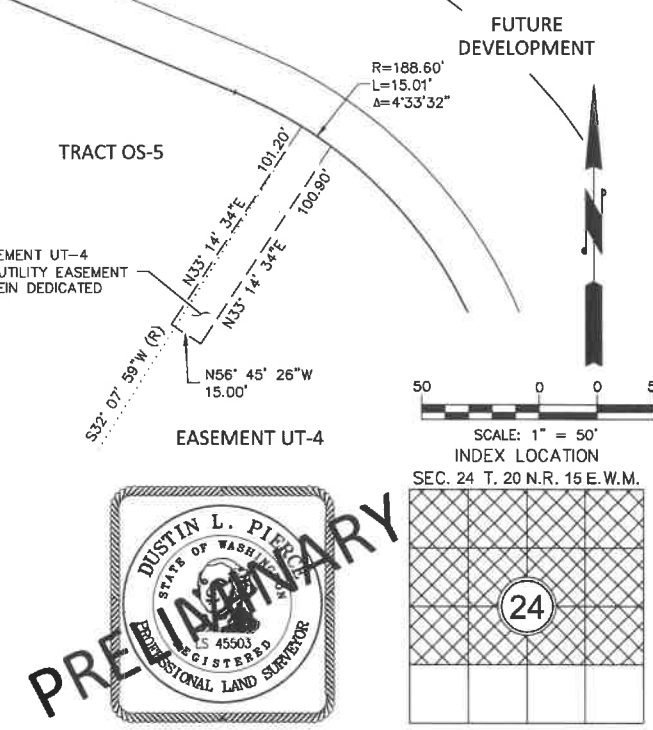 FUTURE
DEVELOPMENT
R=188.60'
L=15.01'
Δ=4°33'32"
TRACT OS-5
101.20'
N33° 14' 34"E
100.90'
N33° 14' 34"E
EMENT UT-4
UTILITY EASEMENT
EIN DEDICATED
S32° 07' 59"W (R)
N56° 45' 26"W
15.00'
EASEMENT UT-4
50 0 0 5
SCALE: 1" = 50'
INDEX LOCATION
SEC. 24 T. 20 N.R. 15 E.W.M.
24
DUSTIN L. PIERCE
STATE OF WASHINGTON
LS 45503
REGISTERED
PROFESSIONAL LAND SURVEYOR
PRELIMINARY